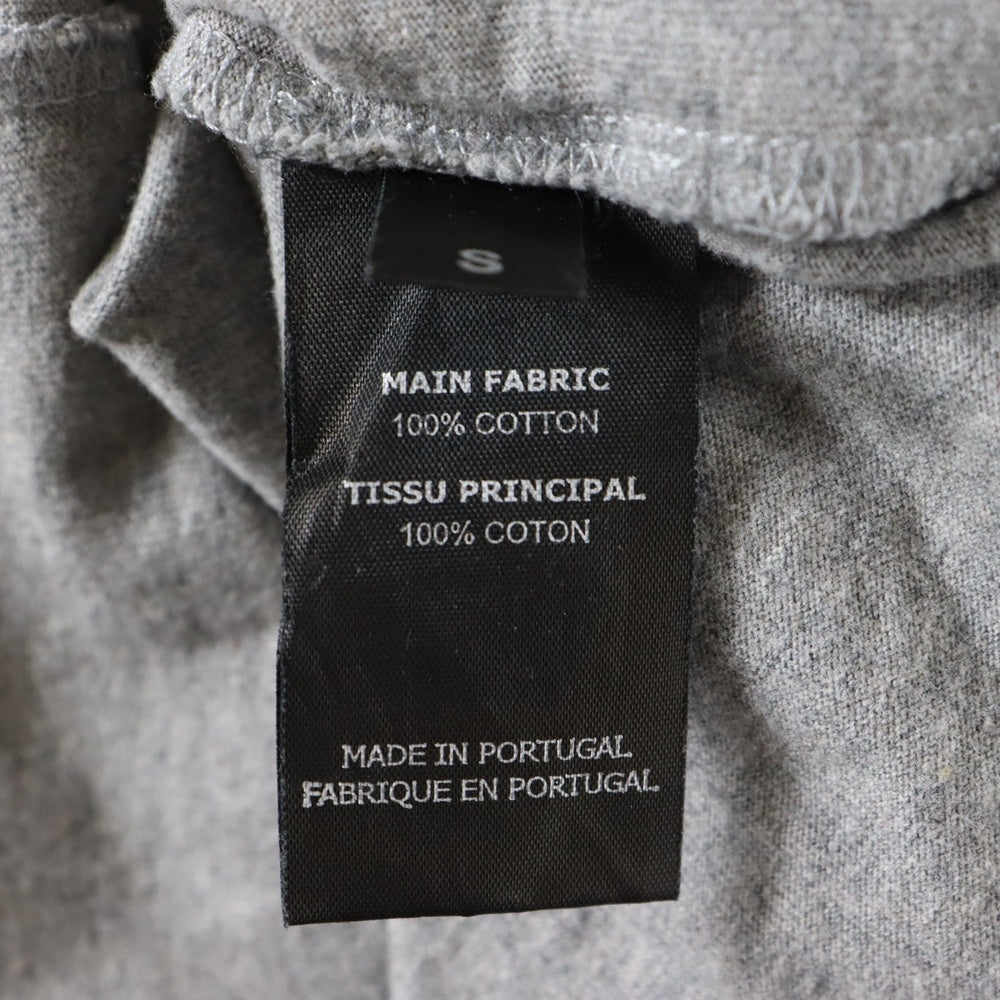 S
MAIN FABRIC
100% COTTON
TISSU PRINCIPAL
100% COTON
MADE IN PORTUGAL
FABRIQUE EN PORTUGAL